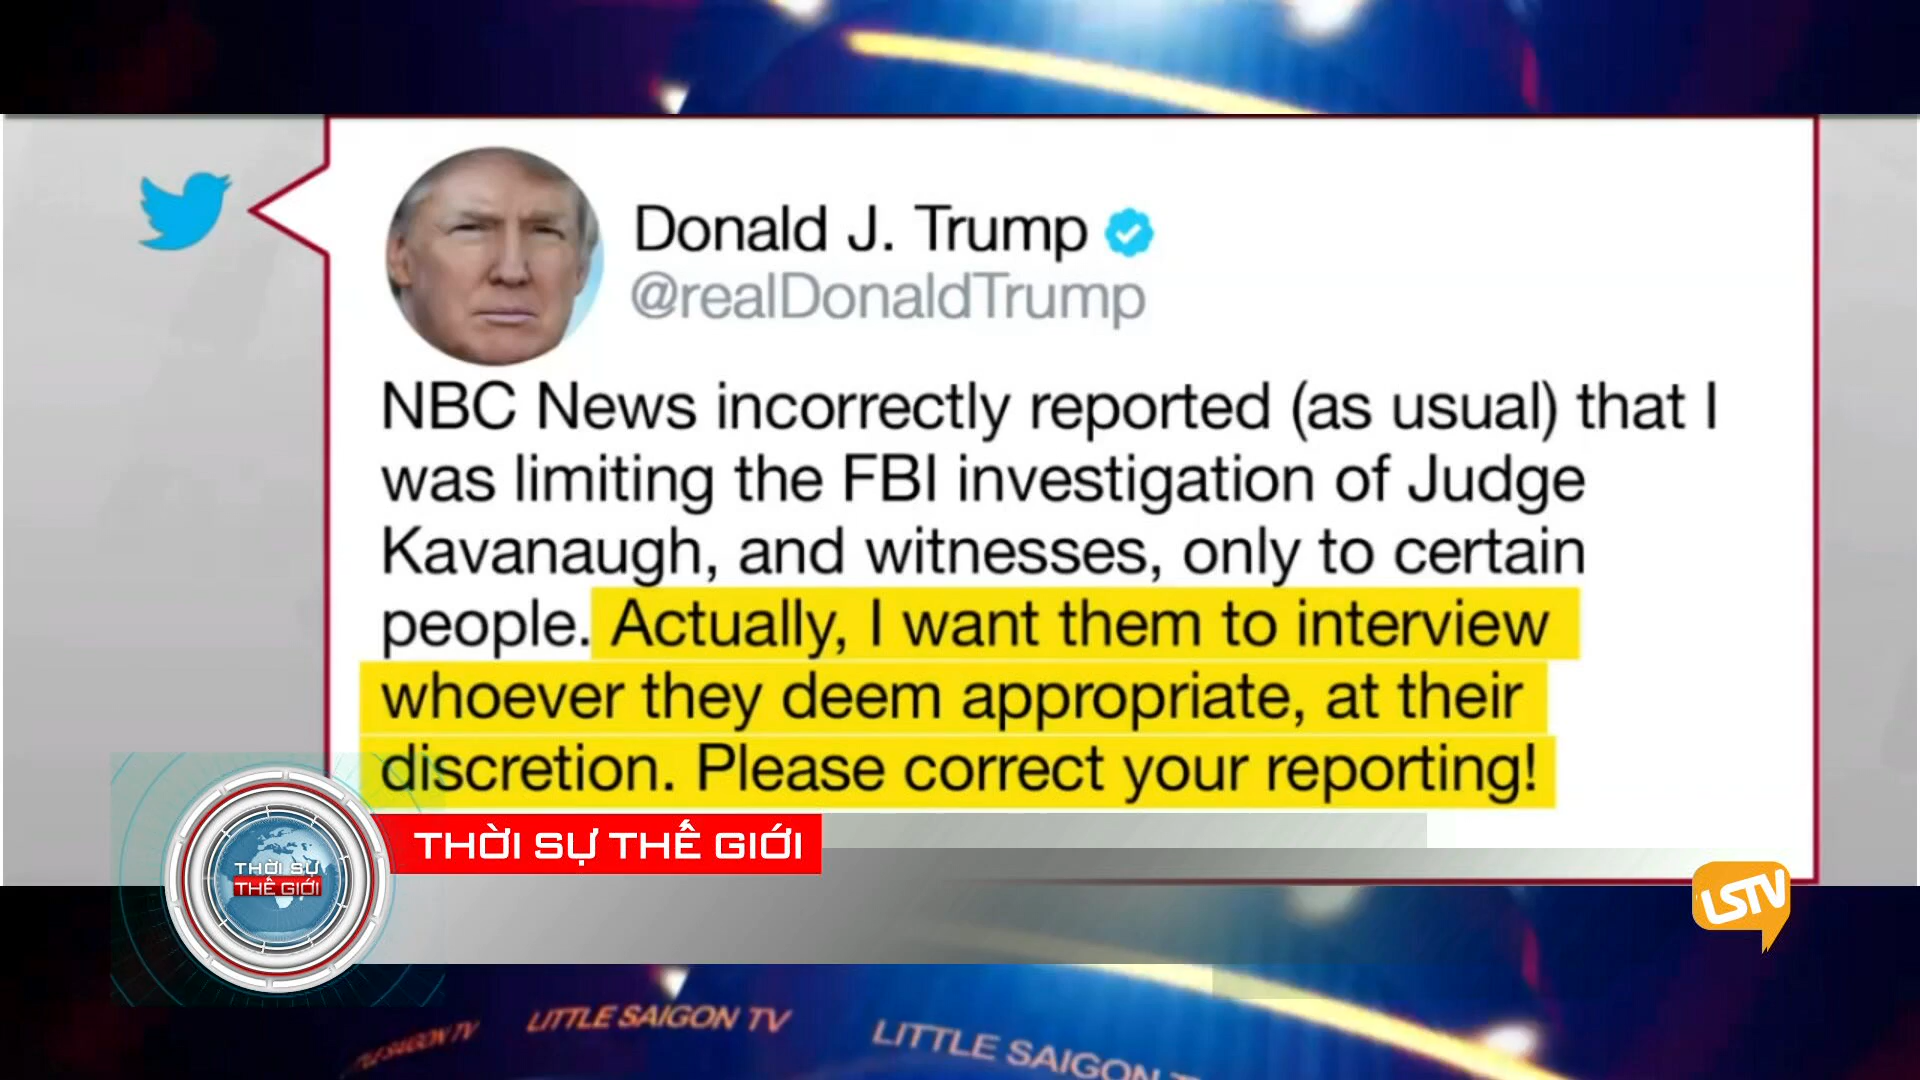 Donald J. Trump
@realDonaldTrump
NBC News incorrectly reported (as usual) that I
was limiting the FBI investigation of Judge
Kavanaugh, and witnesses, only to certain
people. Actually, I want them to interview
whoever they deem appropriate, at their
discretion. Please correct your reporting!
THỜI SỰ THẾ GIỚI
THỜI SỰ
THẾ GIỚI
LSTV
LITTLE SAIGON TV
LITTLE SAIGON